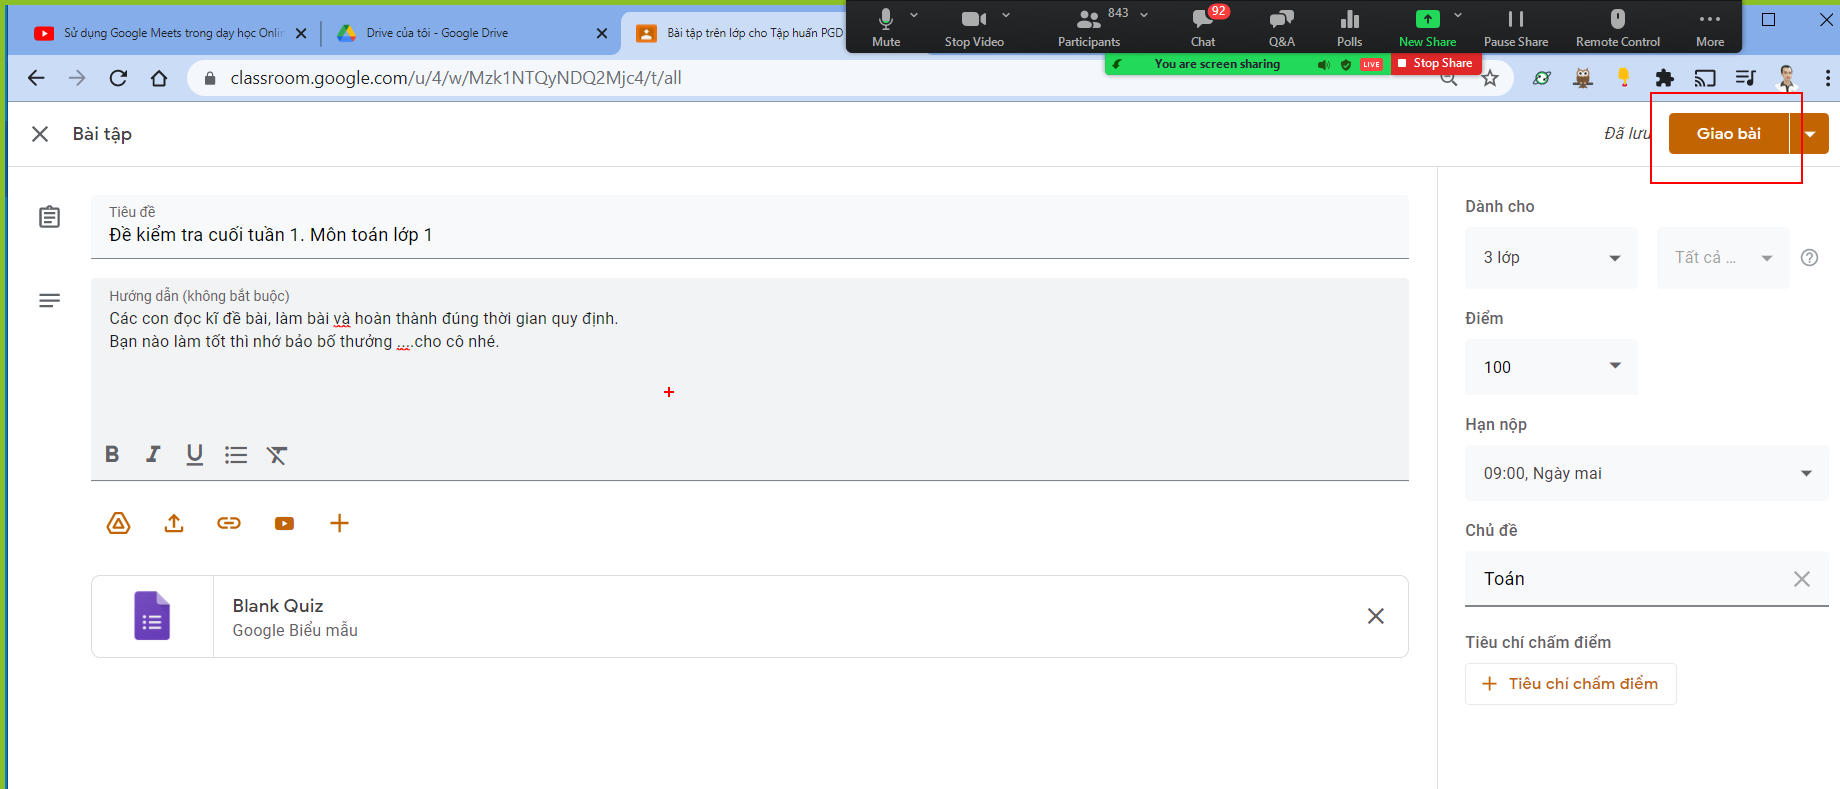 Sử dụng Google Meets trong dạy học Onlin
Drive của tôi - Google Drive
Bài tập trên lớp cho Tập huấn PGD
Mute
Stop Video
843
Participants
92
Chat
Q&A
Polls
New Share
Pause Share
Remote Control
More
You are screen sharing
LIVE
Stop Share
classroom.google.com/u/4/w/Mzk1NTQyNDQ2Mjc4/t/all
Bài tập
Đã lưu
Giao bài
Tiêu đề
Đề kiểm tra cuối tuần 1. Môn toán lớp 1
Hướng dẫn (không bắt buộc)
Các con đọc kĩ đề bài, làm bài và hoàn thành đúng thời gian quy định.
Bạn nào làm tốt thì nhớ bảo bố thưởng ....cho cô nhé.
B I U
Blank Quiz
Google Biểu mẫu
Dành cho
3 lớp
Tất cả ...
Điểm
100
Hạn nộp
09:00, Ngày mai
Chủ đề
Toán
Tiêu chí chấm điểm
Tiêu chí chấm điểm